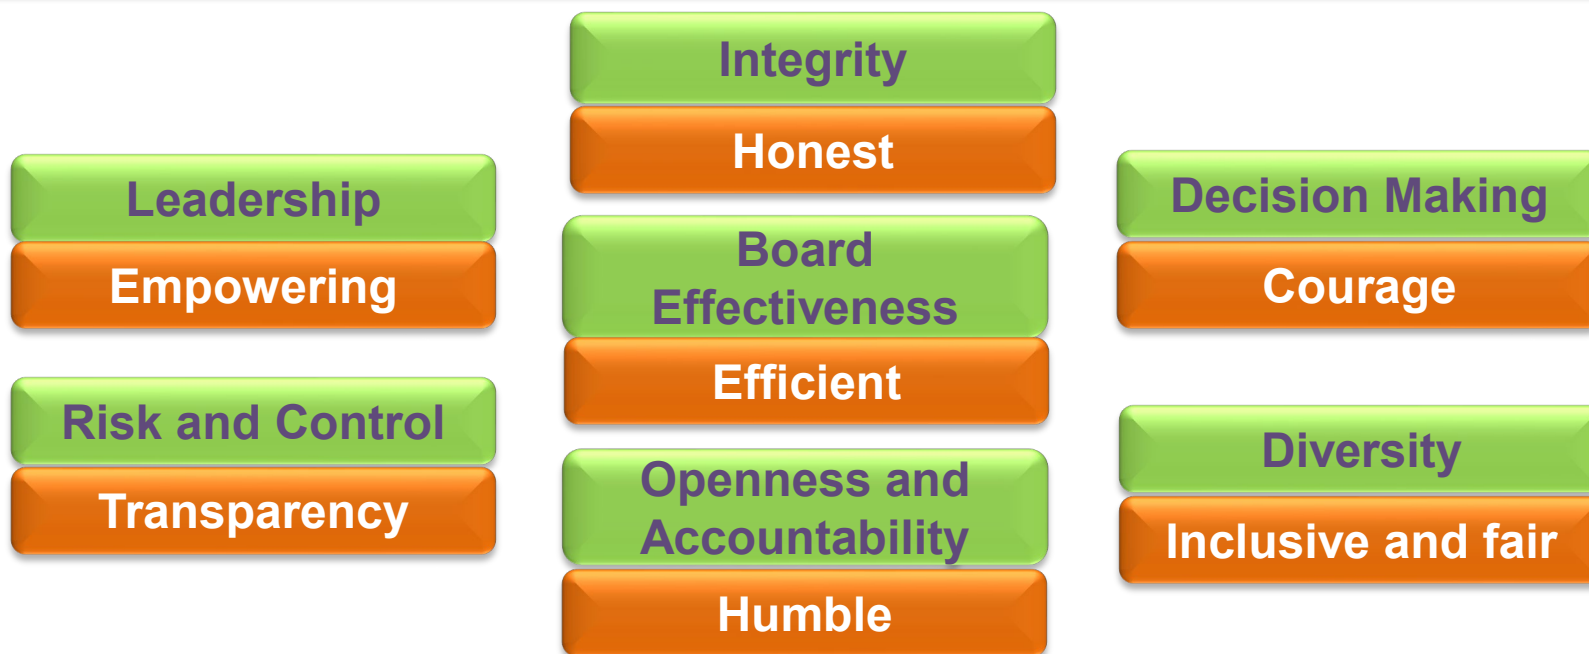 Integrity
Honest
Leadership
Empowering
Board
Effectiveness
Efficient
Decision Making
Courage
Risk and Control
Transparency
Openness and
Accountability
Humble
Diversity
Inclusive and fair